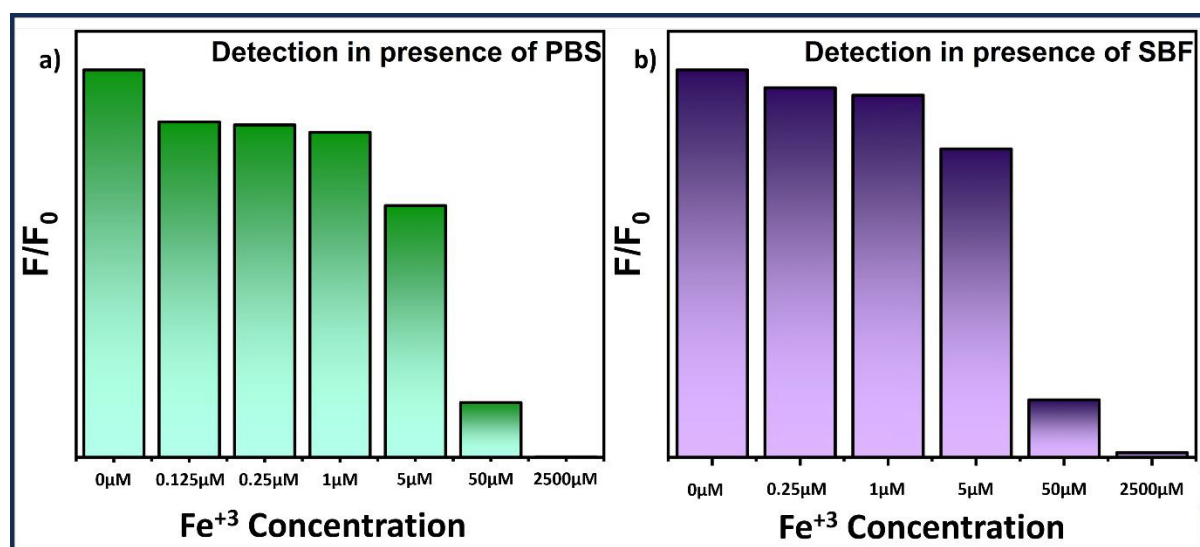 a) Detection in presence of PBS
F/F₀
0μM 0.125μM 0.25μM 1μM 5μM 50μM 2500μM
Fe⁺³ Concentration
b) Detection in presence of SBF
F/F₀
0μM 0.25μM 1μM 5μM 50μM 2500μM
Fe⁺³ Concentration